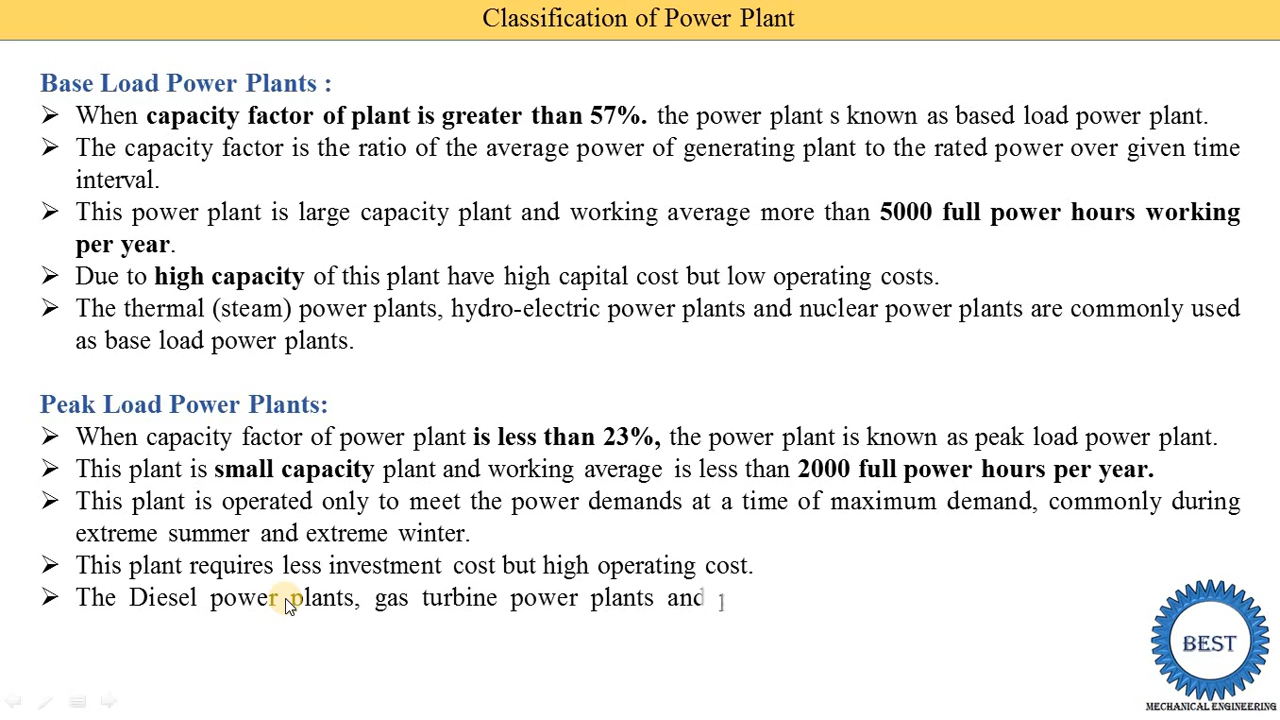 Classification of Power Plant
Base Load Power Plants :
➢ When capacity factor of plant is greater than 57%. the power plant s known as based load power plant.
➢ The capacity factor is the ratio of the average power of generating plant to the rated power over given time
interval.
➢ This power plant is large capacity plant and working average more than 5000 full power hours working
per year.
➢ Due to high capacity of this plant have high capital cost but low operating costs.
➢ The thermal (steam) power plants, hydro-electric power plants and nuclear power plants are commonly used
as base load power plants.
Peak Load Power Plants:
➢ When capacity factor of power plant is less than 23%, the power plant is known as peak load power plant.
➢ This plant is small capacity plant and working average is less than 2000 full power hours per year.
➢ This plant is operated only to meet the power demands at a time of maximum demand, commonly during
extreme summer and extreme winter.
➢ This plant requires less investment cost but high operating cost.
➢ The Diesel power plants, gas turbine power plants and
BEST
MECHANICAL ENGINEERING